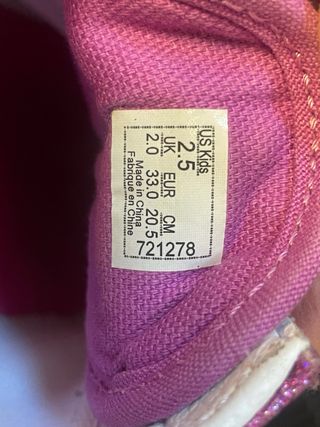 US Kids
2.5
UK EUR CM
2.0 33.0 20.5
Made in China
Fabriqué en Chine
721278